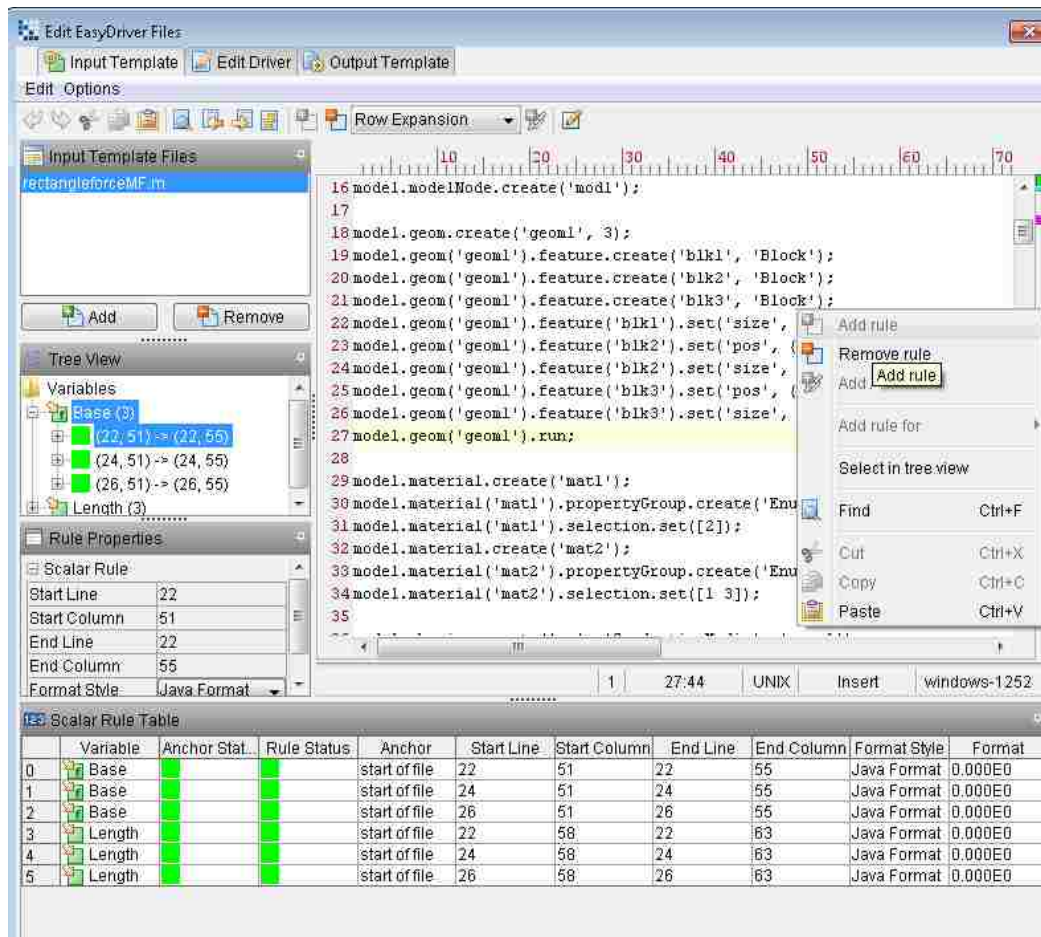 Edit EasyDriver Files
Input Template Edit Driver Output Template
Edit Options
Row Expansion
Input Template Files
rectangleforceMF.m
Add Remove
Tree View
Variables
Base (3)
(22, 51) -> (22, 55)
(24, 51) -> (24, 55)
(26, 51) -> (26, 55)
Length (3)
Rule Properties
Scalar Rule
Start Line 22
Start Column 51
End Line 22
End Column 55
Format Style Java Format
10 20 30 40 50 60 70
16 model.modelNode.create('mod1');
17
18 model.geom.create('geom1', 3);
19 model.geom('geom1').feature.create('blk1', 'Block');
20 model.geom('geom1').feature.create('blk2', 'Block');
21 model.geom('geom1').feature.create('blk3', 'Block');
22 model.geom('geom1').feature('blk1').set('size',
23 model.geom('geom1').feature('blk2').set('pos', {
24 model.geom('geom1').feature('blk2').set('size',
25 model.geom('geom1').feature('blk3').set('pos', {
26 model.geom('geom1').feature('blk3').set('size',
27 model.geom('geom1').run;
28
29 model.material.create('mat1');
30 model.material('mat1').propertyGroup.create('Enu
31 model.material('mat1').selection.set([2]);
32 model.material.create('mat2');
33 model.material('mat2').propertyGroup.create('Enu
34 model.material('mat2').selection.set([1 3]);
35
Add rule
Remove rule
Add
Add rule
Add rule for
Select in tree view
Find Ctrl+F
Cut Ctrl+X
Copy Ctrl+C
Paste Ctrl+V
1 27:44 UNIX Insert windows-1252
Scalar Rule Table
Variable Anchor Stat... Rule Status Anchor Start Line Start Column End Line End Column Format Style Format
0 Base start of file 22 51 22 55 Java Format 0.000E0
1 Base start of file 24 51 24 55 Java Format 0.000E0
2 Base start of file 26 51 26 55 Java Format 0.000E0
3 Length start of file 22 58 22 63 Java Format 0.000E0
4 Length start of file 24 58 24 63 Java Format 0.000E0
5 Length start of file 26 58 26 63 Java Format 0.000E0